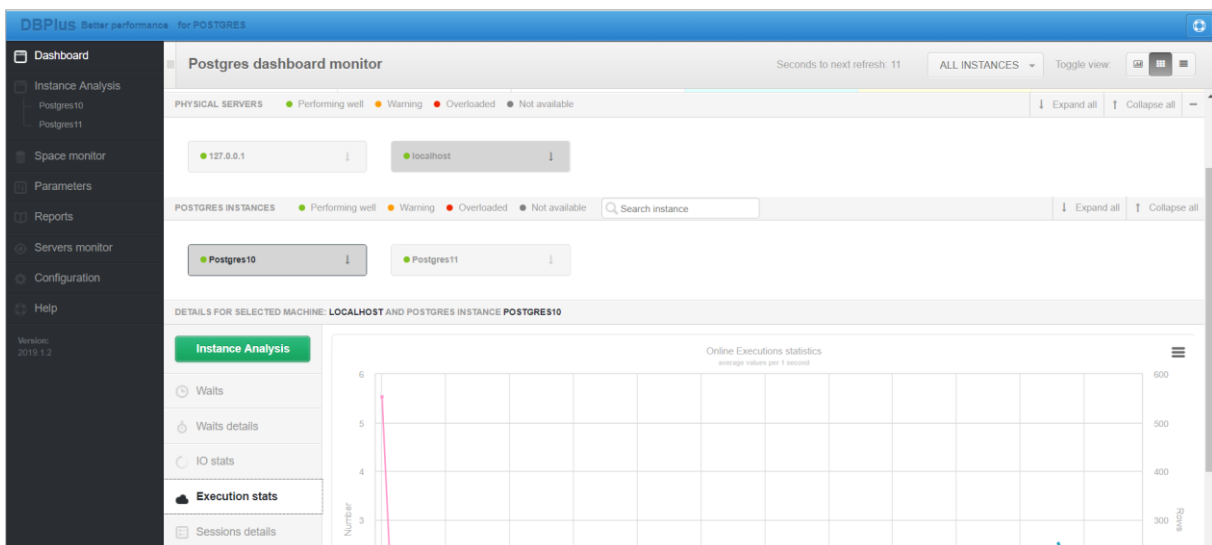 DBPlus Better performance for POSTGRES
Dashboard
Instance Analysis
Postgres10
Postgres11
Space monitor
Parameters
Reports
Servers monitor
Configuration
Help
Version:
2019.1.2
Postgres dashboard monitor
Seconds to next refresh: 11
ALL INSTANCES
Toggle view:
PHYSICAL SERVERS Performing well Warning Overloaded Not available Expand all Collapse all
127.0.0.1 localhost
POSTGRES INSTANCES Performing well Warning Overloaded Not available Search instance Expand all Collapse all
Postgres10 Postgres11
DETAILS FOR SELECTED MACHINE: LOCALHOST AND POSTGRES INSTANCE POSTGRES10
Instance Analysis
Waits
Waits details
IO stats
Execution stats
Sessions details
Online Executions statistics
average values per 1 second
6 600
5 500
4 400
3 300
Number
Rows